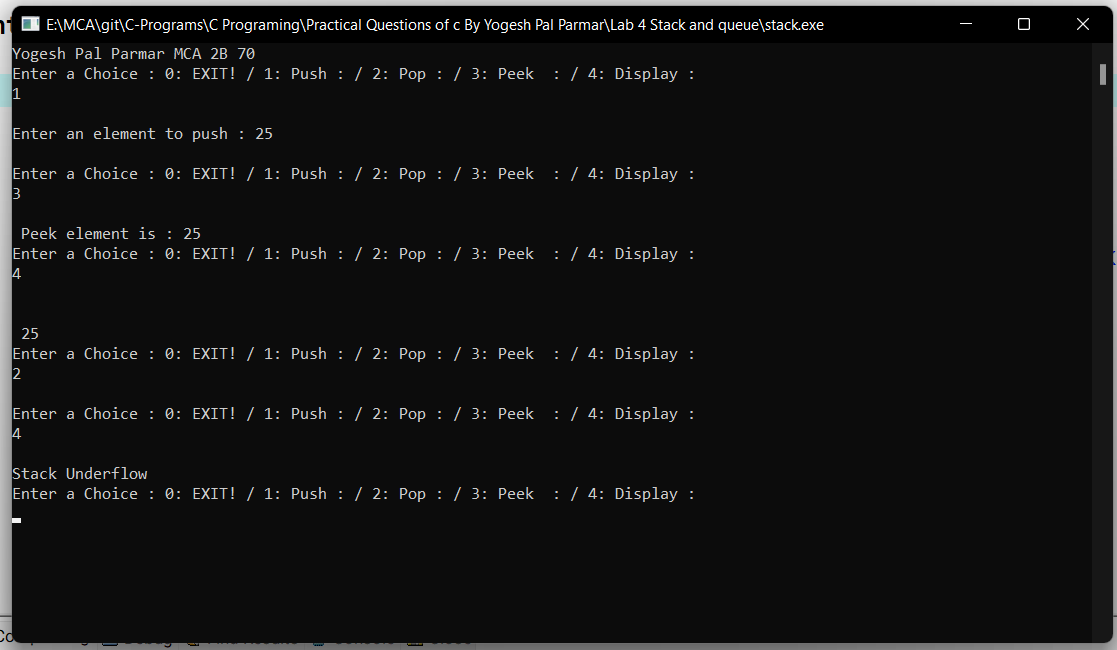 E:\MCA\git\C-Programs\C Programing\Practical Questions of c By Yogesh Pal Parmar\Lab 4 Stack and queue\stack.exe
Yogesh Pal Parmar MCA 2B 70
Enter a Choice : 0: EXIT! / 1: Push : / 2: Pop : / 3: Peek  : / 4: Display :
1
Enter an element to push : 25
Enter a Choice : 0: EXIT! / 1: Push : / 2: Pop : / 3: Peek  : / 4: Display :
3
Peek element is : 25
Enter a Choice : 0: EXIT! / 1: Push : / 2: Pop : / 3: Peek  : / 4: Display :
4
25
Enter a Choice : 0: EXIT! / 1: Push : / 2: Pop : / 3: Peek  : / 4: Display :
2
Enter a Choice : 0: EXIT! / 1: Push : / 2: Pop : / 3: Peek  : / 4: Display :
4
Stack Underflow
Enter a Choice : 0: EXIT! / 1: Push : / 2: Pop : / 3: Peek  : / 4: Display :